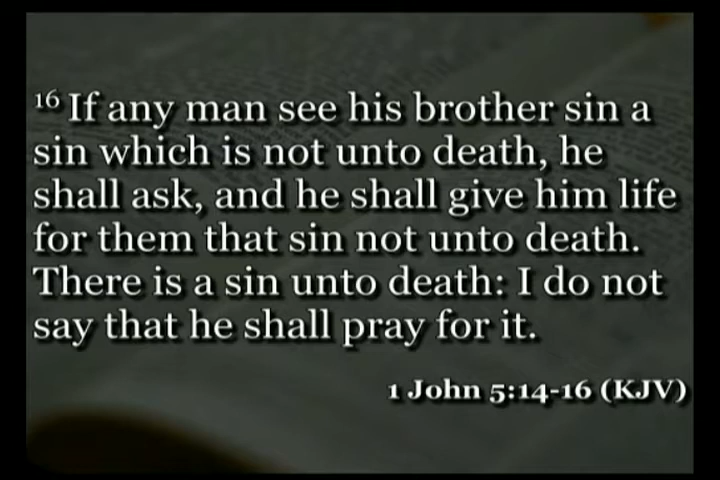 16 If any man see his brother sin a
sin which is not unto death, he
shall ask, and he shall give him life
for them that sin not unto death.
There is a sin unto death: I do not
say that he shall pray for it.
1 John 5:14-16 (KJV)